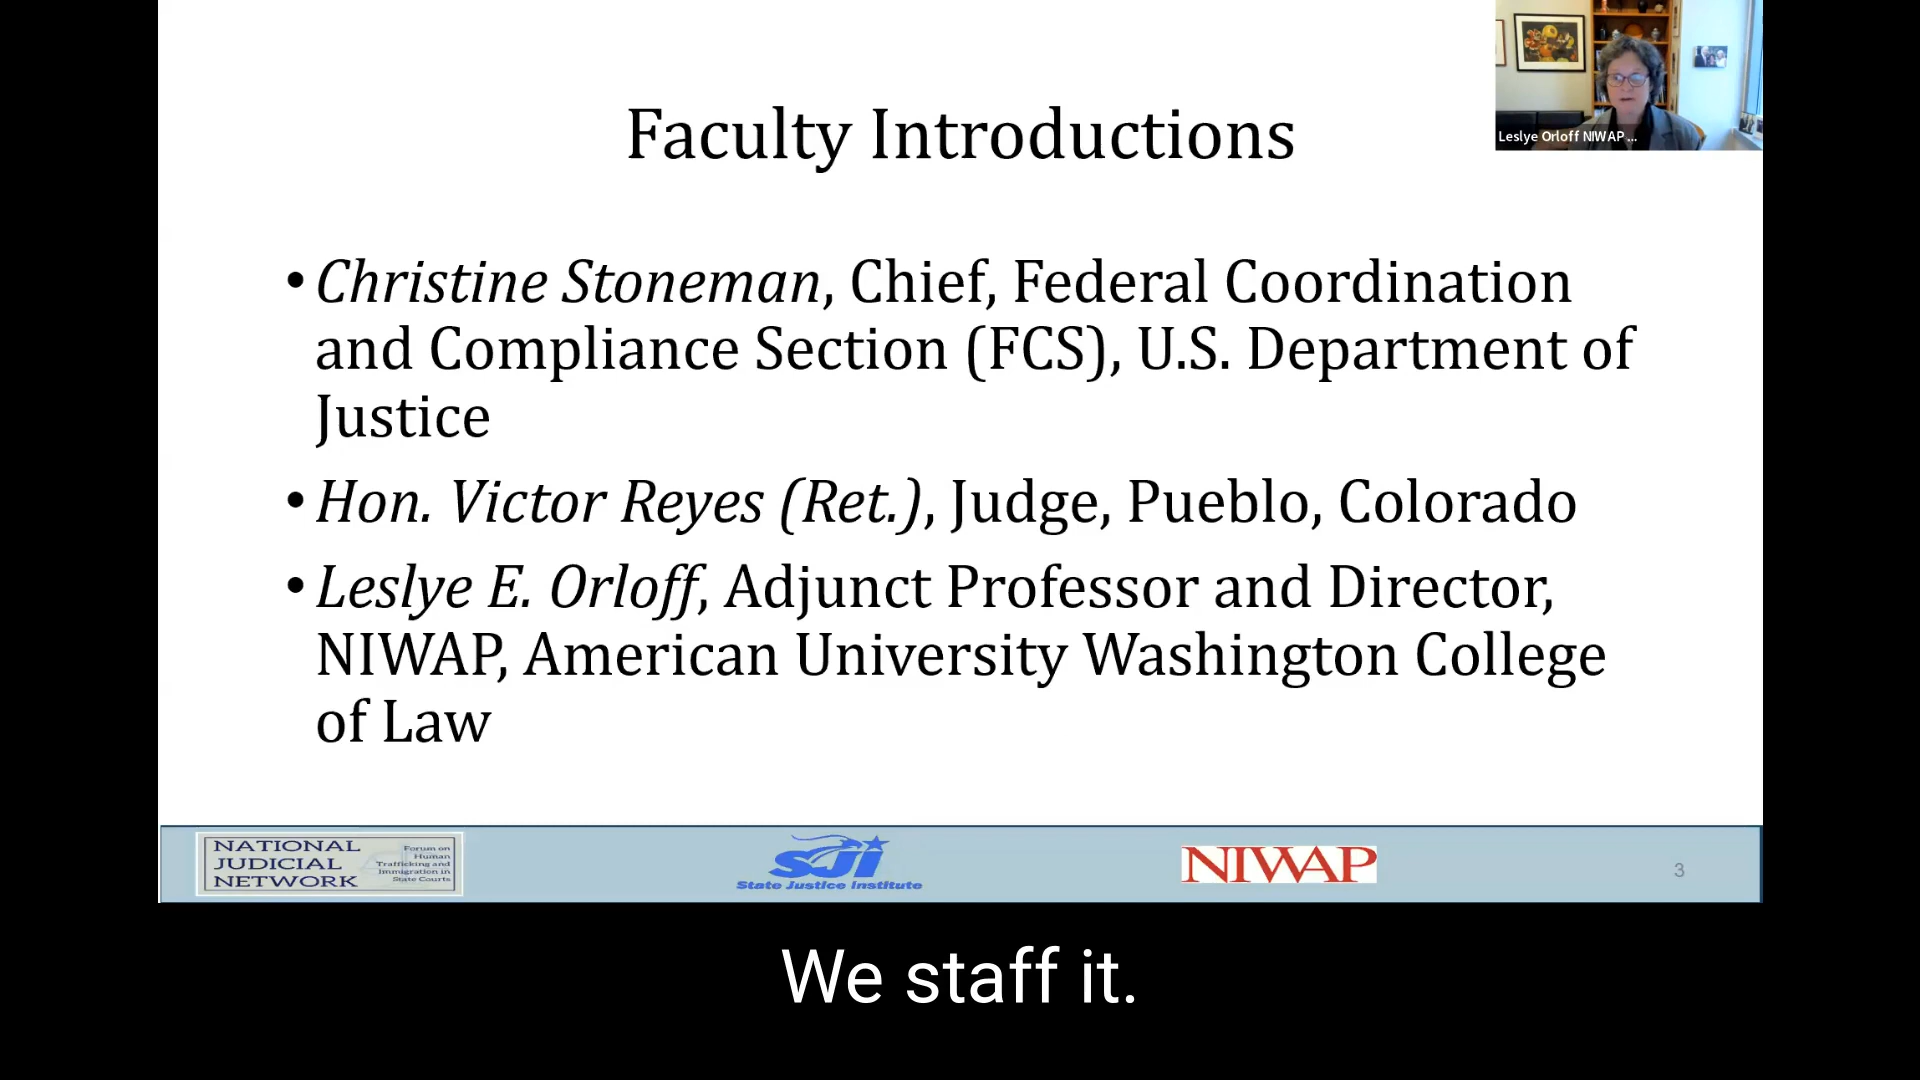 Leslye Orloff NIWAP ...
Faculty Introductions
• Christine Stoneman, Chief, Federal Coordination
and Compliance Section (FCS), U.S. Department of
Justice
• Hon. Victor Reyes (Ret.), Judge, Pueblo, Colorado
• Leslye E. Orloff, Adjunct Professor and Director,
NIWAP, American University Washington College
of Law
NATIONAL
JUDICIAL
NETWORK
Forum on
Human
Trafficking and
Immigration in
State Courts
SJI
State Justice Institute
NIWAP
3
We staff it.